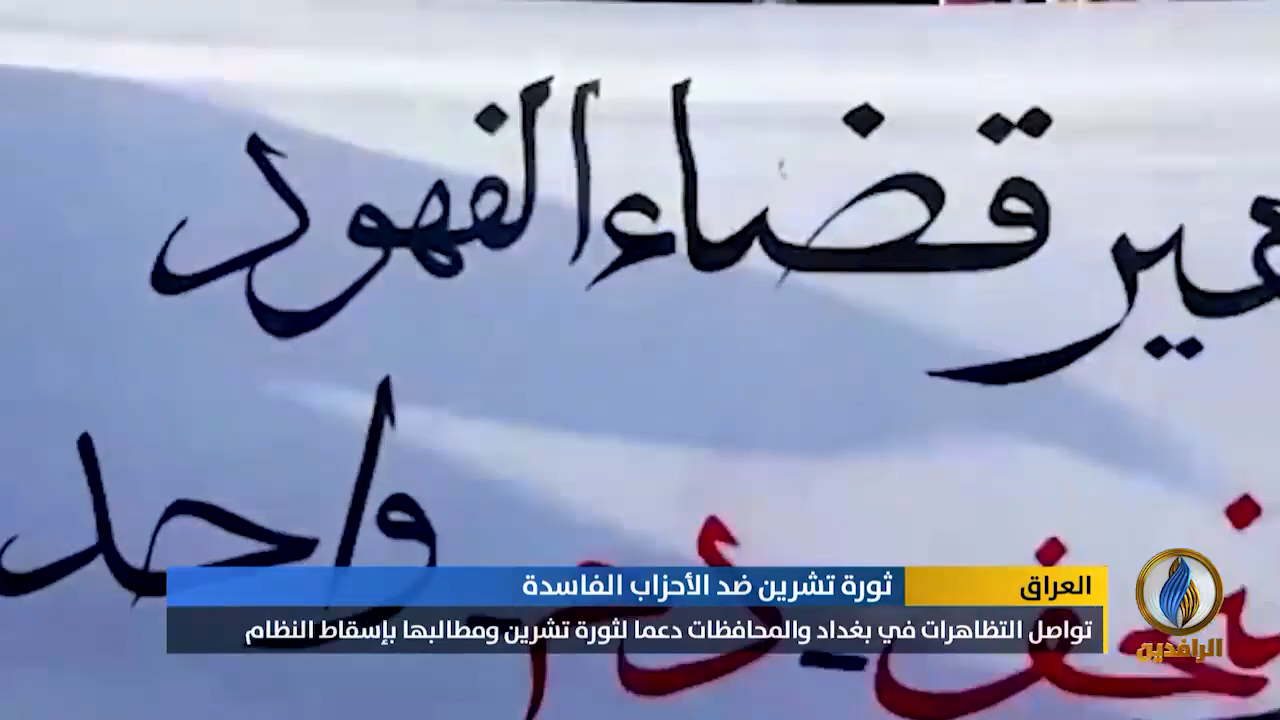 قضاء الفهود
دم واحد
العراق
ثورة تشرين ضد الأحزاب الفاسدة
تواصل التظاهرات في بغداد والمحافظات دعما لثورة تشرين ومطالبها بإسقاط النظام
الرافدين